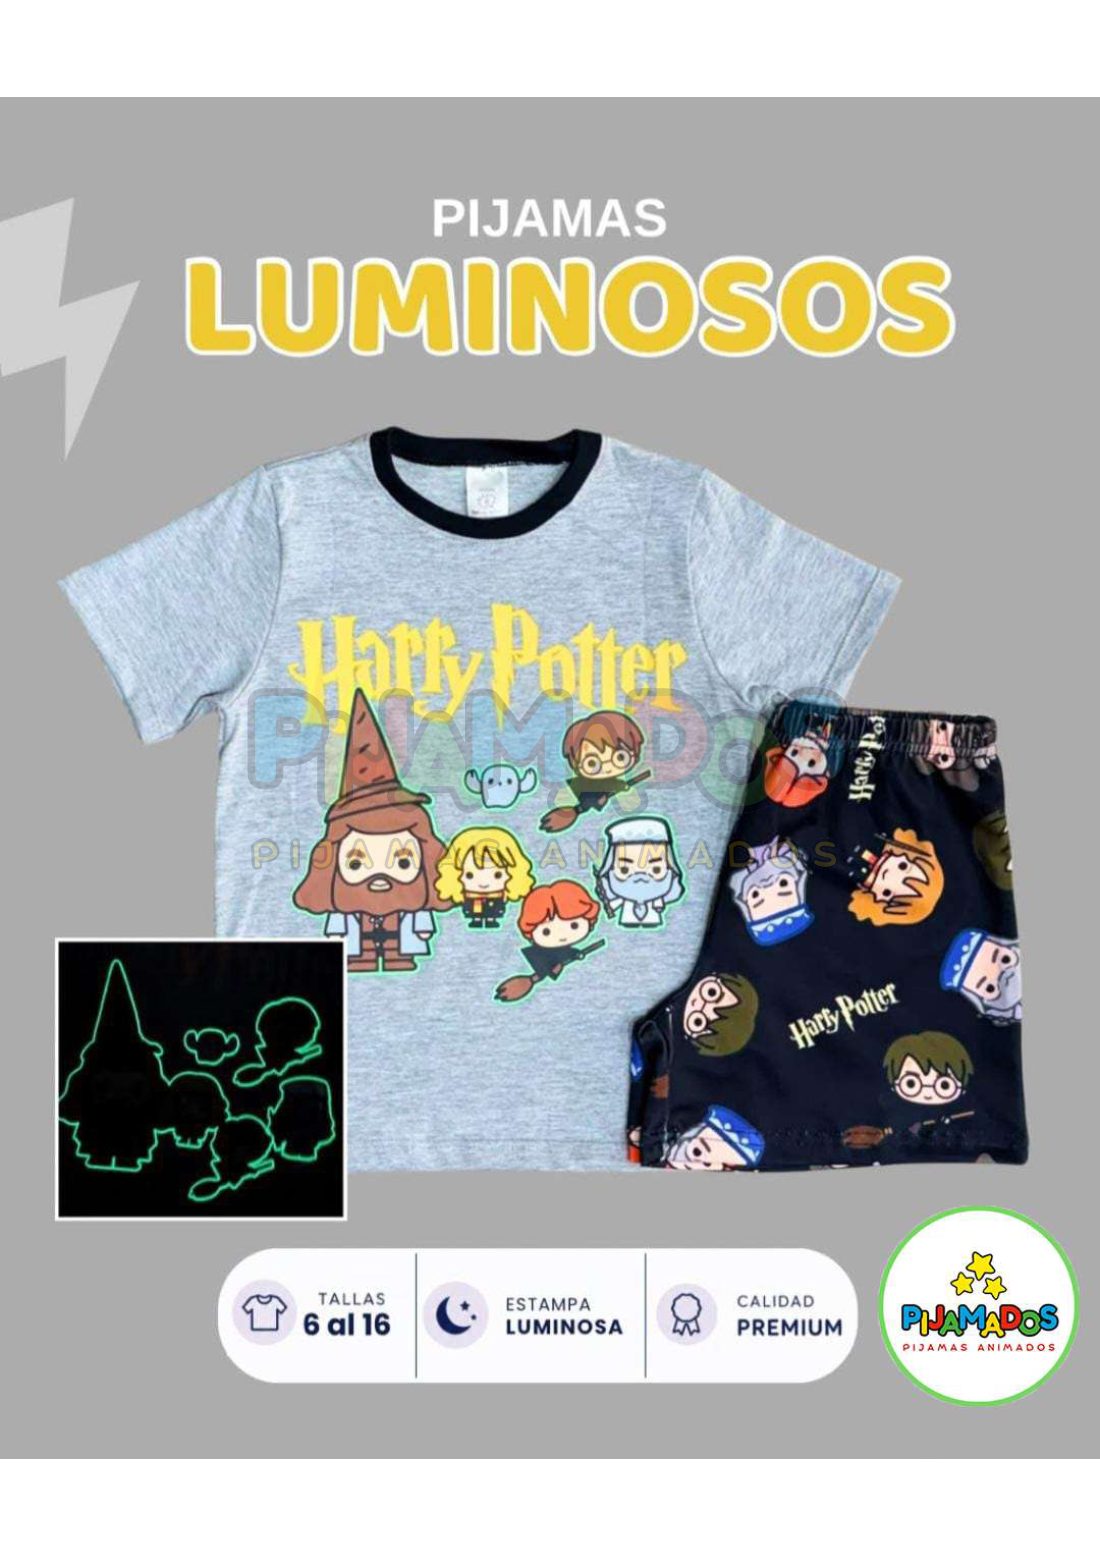 PIJAMAS
LUMINOSOS
Harry Potter
PIJAMADOS
PIJAMAS ANIMADOS
Harry Po
Harry Potter
TALLAS
6 al 16
ESTAMPA
LUMINOSA
CALIDAD
PREMIUM
PIJAMADOS
PIJAMAS ANIMADOS